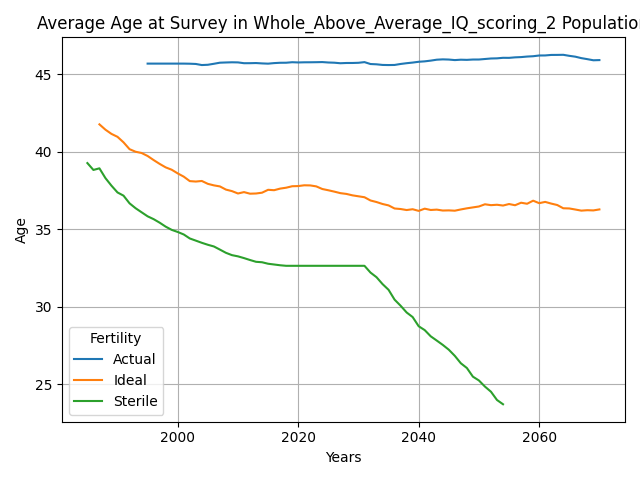 Average Age at Survey in Whole_Above_Average_IQ_scoring_2 Population
Age
45
40
35
30
25
Fertility
Actual
Ideal
Sterile
2000 2020 2040 2060
Years